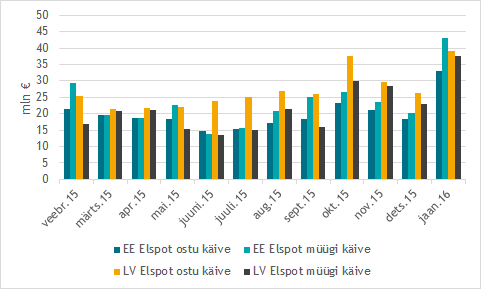 50
45
40
35
30
25
20
15
10
5
0
mln €
veebr.15
märts.15
apr.15
mai.15
juuni.15
juuli.15
aug.15
sept.15
okt.15
nov.15
dets.15
jaan.16
EE Elspot ostu käive
EE Elspot müügi käive
LV Elspot ostu käive
LV Elspot müügi käive